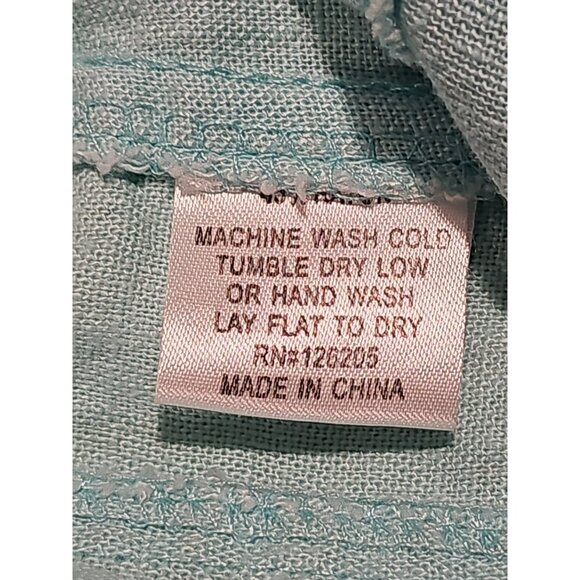 MACHINE WASH COLD
TUMBLE DRY LOW
OR HAND WASH
LAY FLAT TO DRY
RN#126205
MADE IN CHINA